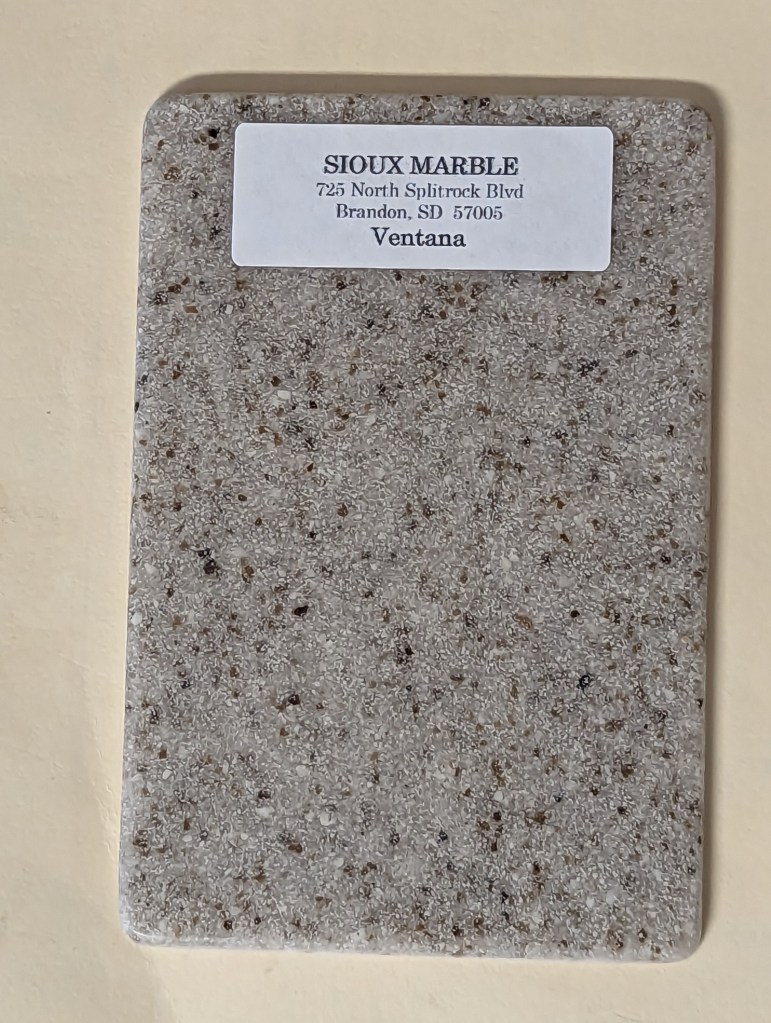 SIOUX MARBLE
725 North Splitrock Blvd
Brandon, SD  57005
Ventana